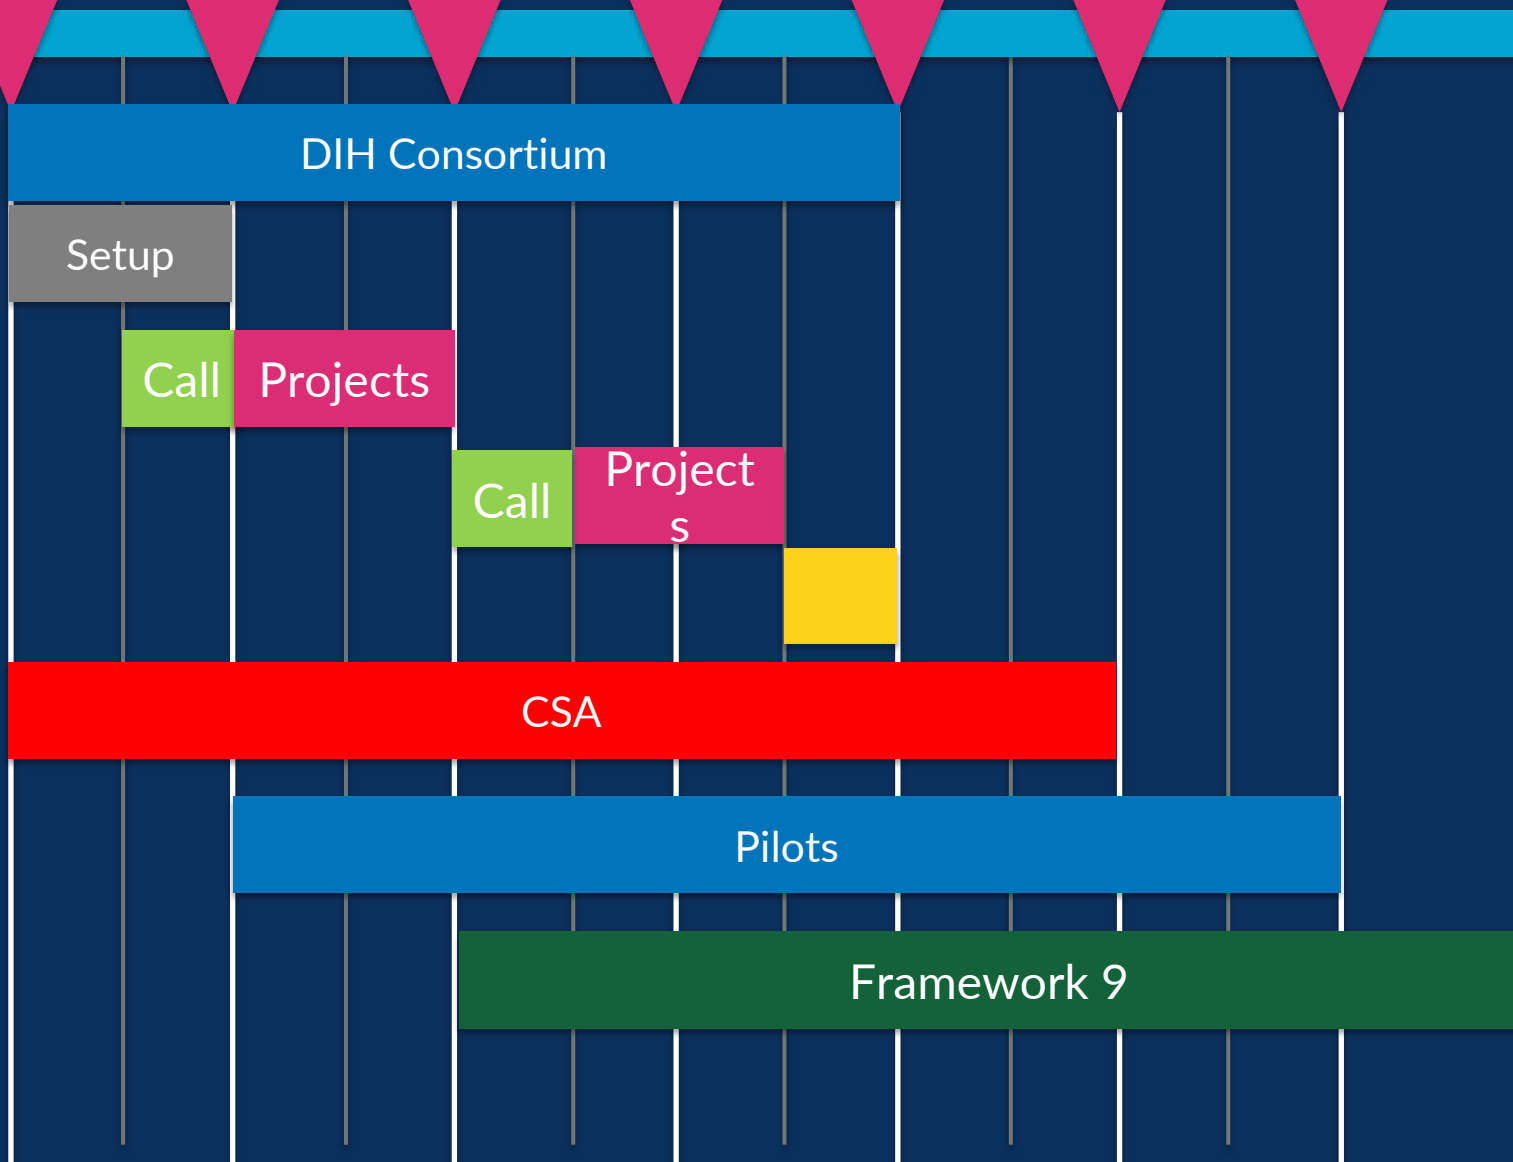 DIH Consortium
Setup
Call
Projects
Call
Project
s
CSA
Pilots
Framework 9